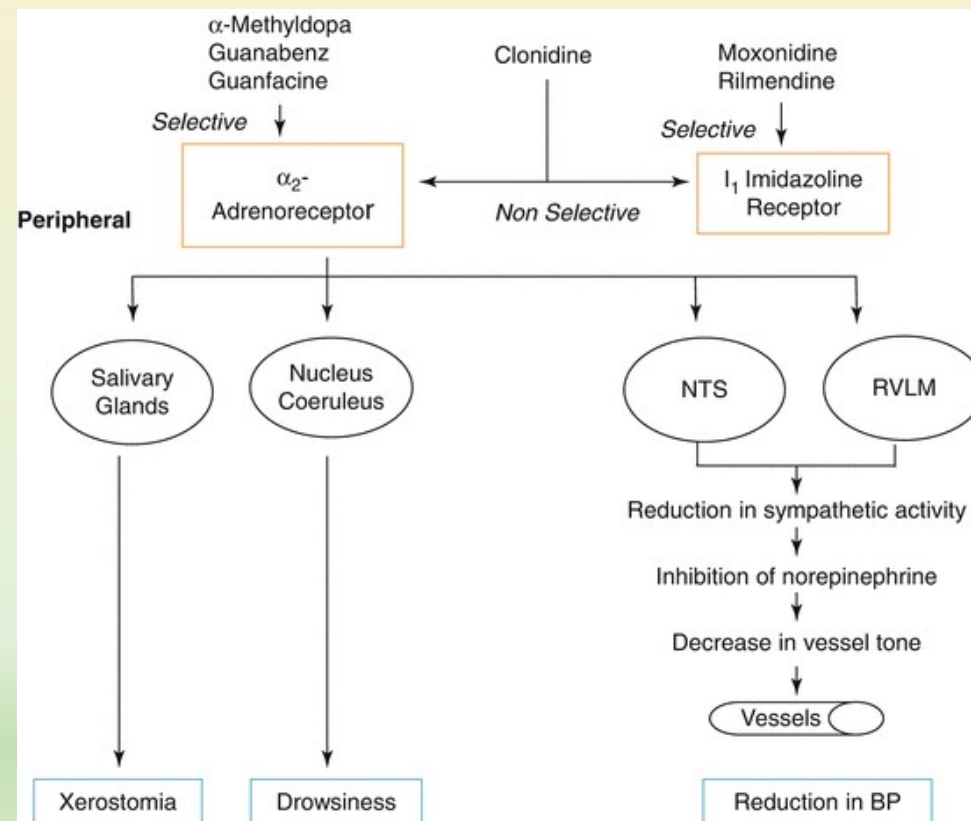 α-Methyldopa
Guanabenz
Guanfacine
Clonidine
Moxonidine
Rilmendine
Selective
Selective
α2-
Adrenoreceptor
I1 Imidazoline
Receptor
Non Selective
Peripheral
Salivary
Glands
Nucleus
Coeruleus
NTS
RVLM
Reduction in sympathetic activity
Inhibition of norepinephrine
Decrease in vessel tone
Vessels
Xerostomia
Drowsiness
Reduction in BP